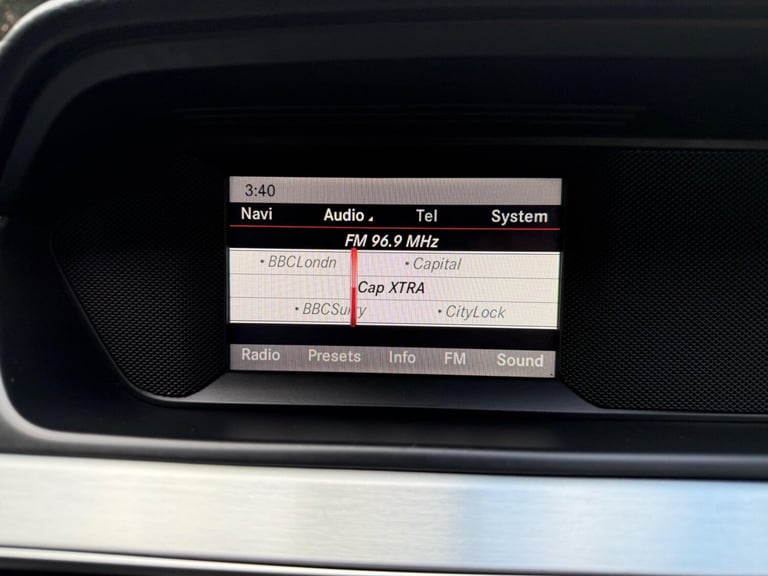 3:40
Navi Audio Tel System
FM 96.9 MHz
• BBCLondn • Capital
Cap XTRA
• BBCSurry • CityLock
Radio Presets Info FM Sound